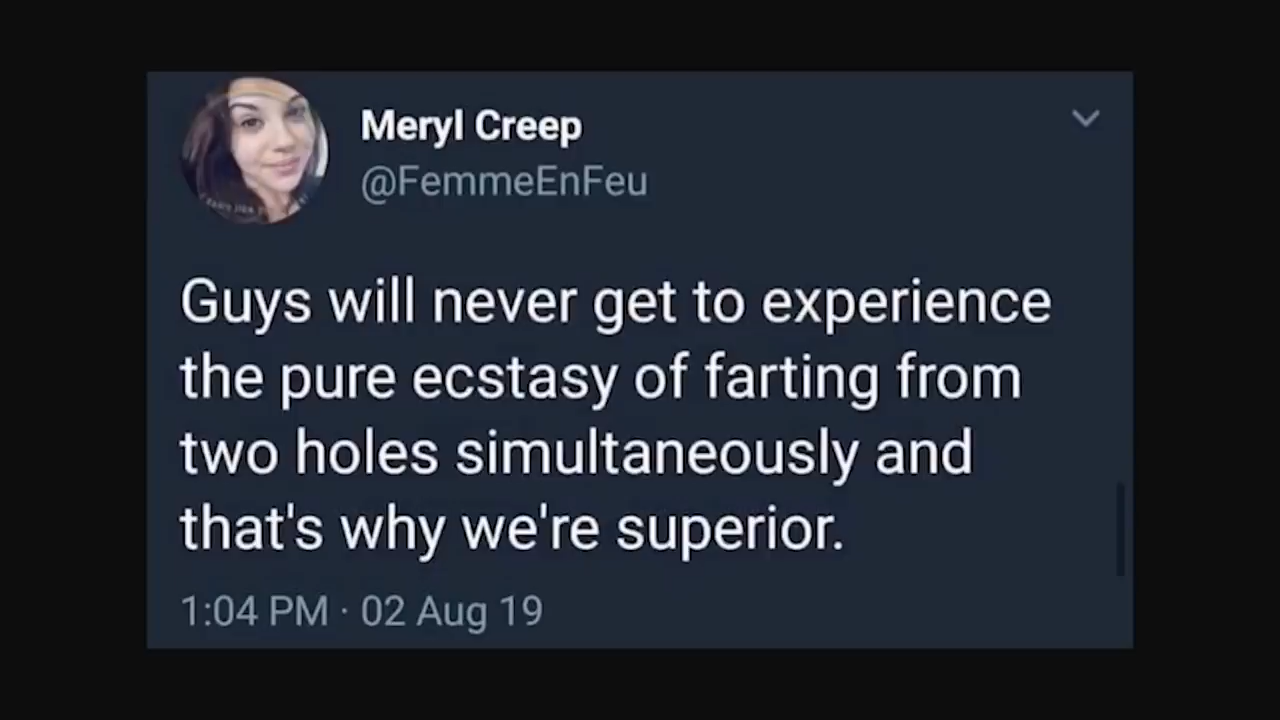 Meryl Creep
@FemmeEnFeu
Guys will never get to experience
the pure ecstasy of farting from
two holes simultaneously and
that's why we're superior.
1:04 PM · 02 Aug 19